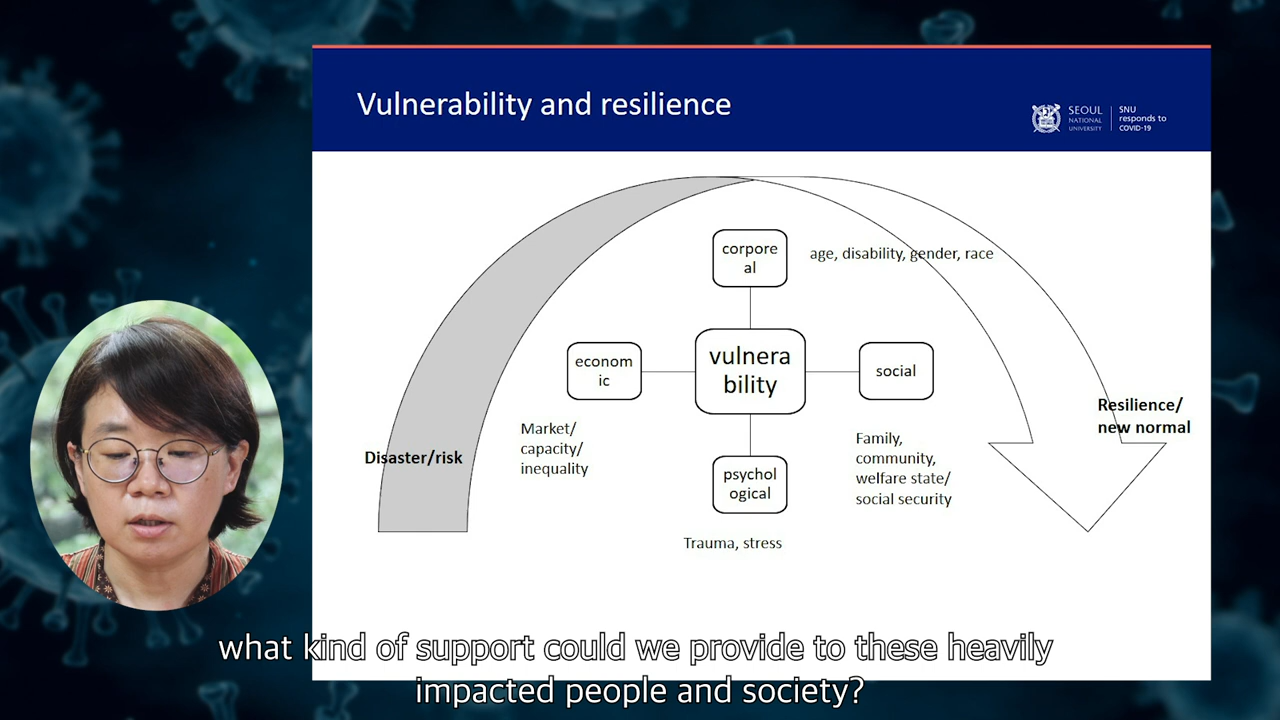 Vulnerability and resilience
SEOUL
NATIONAL
UNIVERSITY
SNU
responds to
COVID-19
corpore
al
age, disability, gender, race
econom
ic
vulnera
bility
social
Market/
capacity/
inequality
Disaster/risk
Resilience/
new normal
Family,
community,
welfare state/
social security
psychol
ogical
Trauma, stress
what kind of support could we provide to these heavily
impacted people and society?